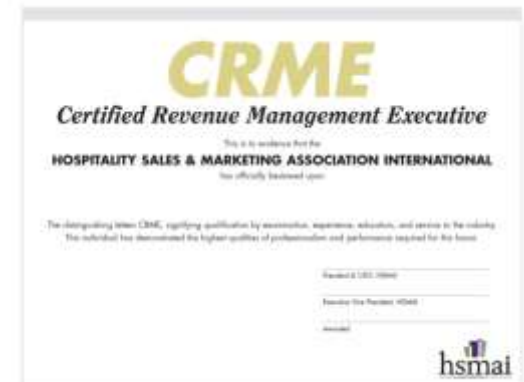 CRME
Certified Revenue Management Executive
This is to evidence that the
HOSPITALITY SALES & MARKETING ASSOCIATION INTERNATIONAL
has officially bestowed upon
The distinguishing letters CRME, signifying qualification by examination, experience, education, and service to the industry.
This individual has demonstrated the highest qualities of professionalism and performance required for this honor.
President & CEO, HSMAI
Executive Vice President, HSMAI
Awarded
hsmai